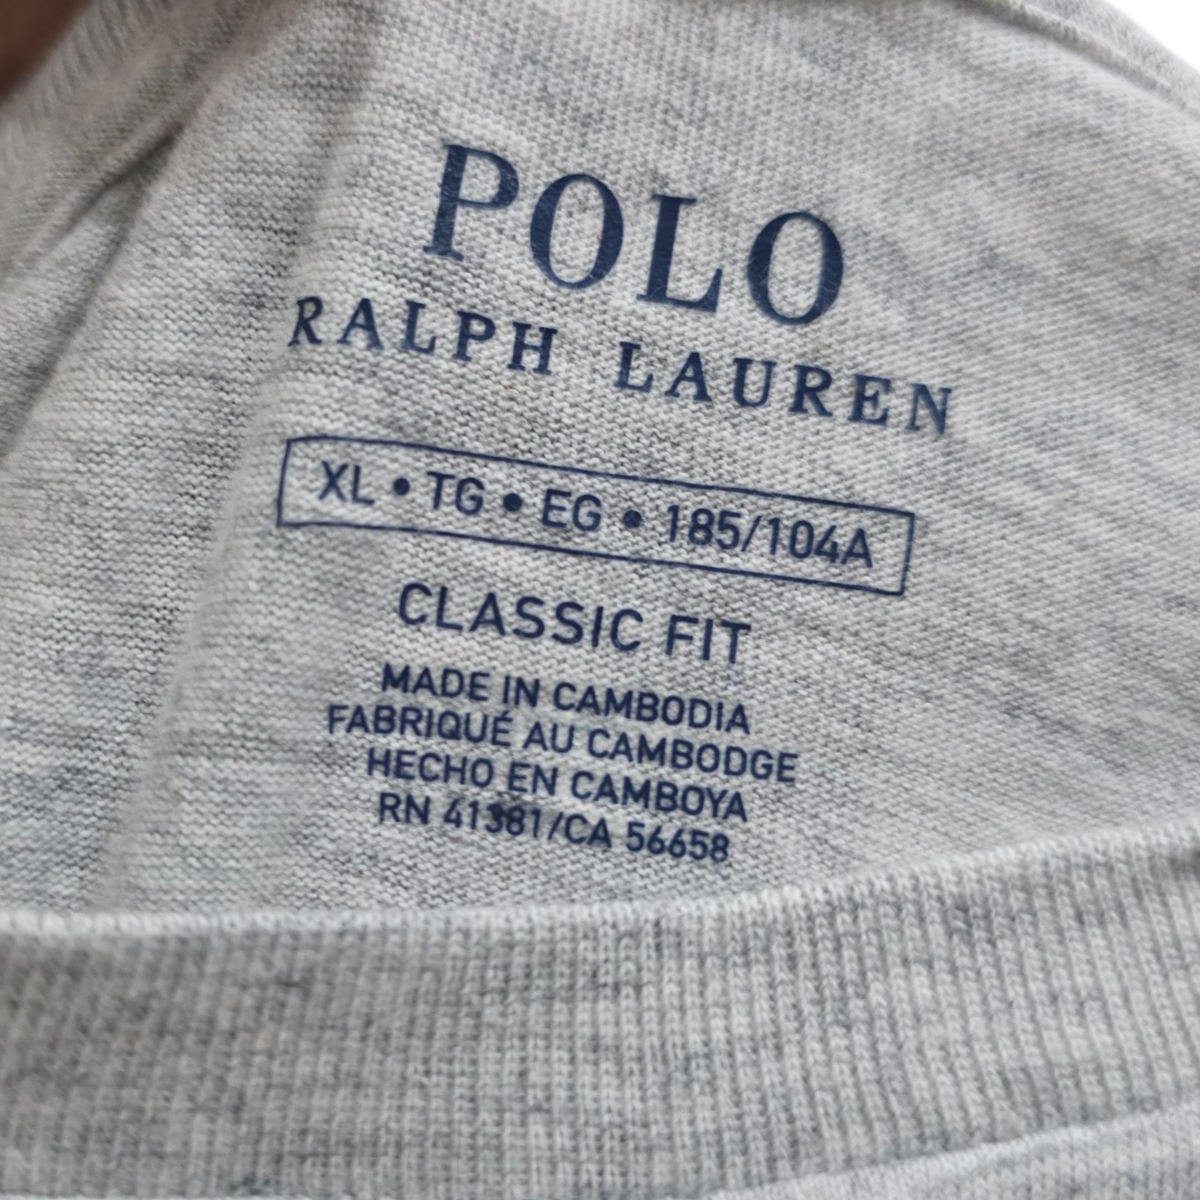 POLO
RALPH LAUREN
XL • TG • EG • 185/104A
CLASSIC FIT
MADE IN CAMBODIA
FABRIQUÉ AU CAMBODGE
HECHO EN CAMBOYA
RN 41381/CA 56658